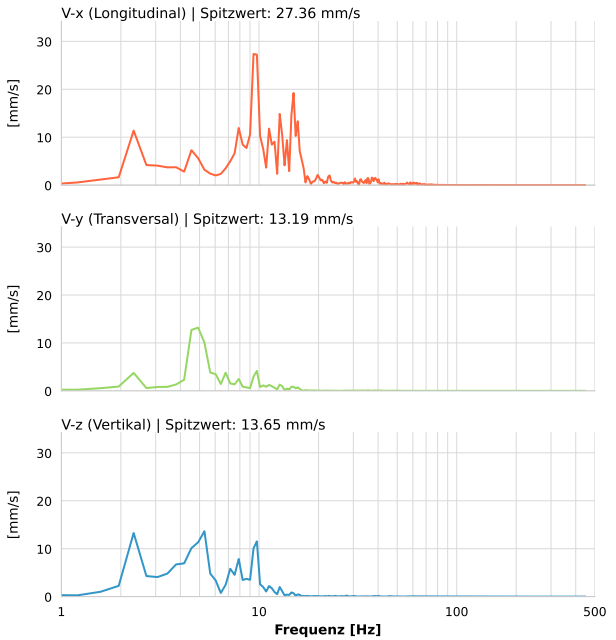 V-x (Longitudinal) | Spitzwert: 27.36 mm/s
30
20
10
0
[mm/s]
V-y (Transversal) | Spitzwert: 13.19 mm/s
30
20
10
0
[mm/s]
V-z (Vertikal) | Spitzwert: 13.65 mm/s
30
20
10
0
[mm/s]
1 10 100 500
Frequenz [Hz]